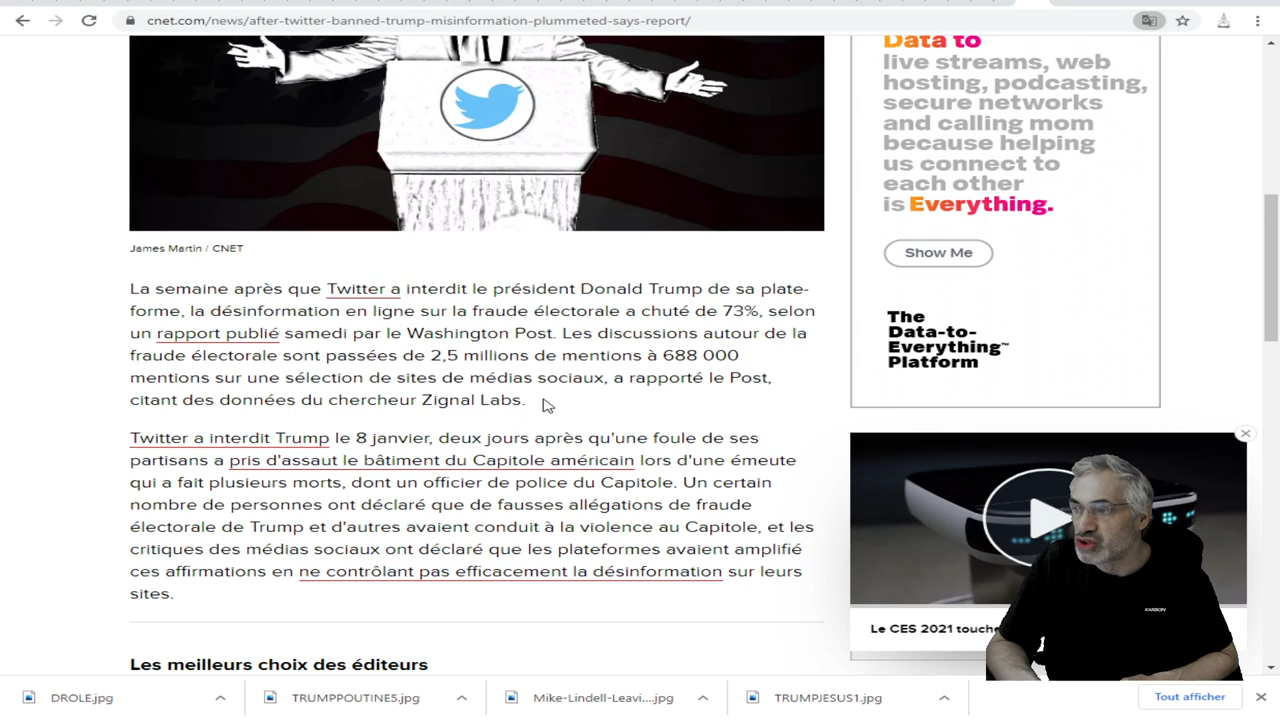 cnet.com/news/after-twitter-banned-trump-misinformation-plummeted-says-report/
James Martin / CNET
La semaine après que Twitter a interdit le président Donald Trump de sa plate-
forme, la désinformation en ligne sur la fraude électorale a chuté de 73%, selon
un rapport publié samedi par le Washington Post. Les discussions autour de la
fraude électorale sont passées de 2,5 millions de mentions à 688 000
mentions sur une sélection de sites de médias sociaux, a rapporté le Post,
citant des données du chercheur Zignal Labs.
Twitter a interdit Trump le 8 janvier, deux jours après qu'une foule de ses
partisans a pris d'assaut le bâtiment du Capitole américain lors d'une émeute
qui a fait plusieurs morts, dont un officier de police du Capitole. Un certain
nombre de personnes ont déclaré que de fausses allégations de fraude
électorale de Trump et d'autres avaient conduit à la violence au Capitole, et les
critiques des médias sociaux ont déclaré que les plateformes avaient amplifié
ces affirmations en ne contrôlant pas efficacement la désinformation sur leurs
sites.
Les meilleurs choix des éditeurs
Data to
live streams, web
hosting, podcasting,
secure networks
and calling mom
because helping
us connect to
each other
is Everything.
Show Me
The
Data-to-
Everything™
Platform
Le CES 2021
KARBON
DROLE.jpg
TRUMPPOUTINE5.jpg
Mike-Lindell-Leavi....jpg
TRUMPJESUS1.jpg
Tout afficher